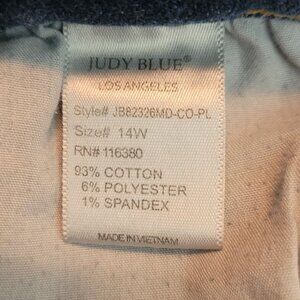 JUDY BLUE®
LOS ANGELES
Style# JB82326MD-CO-PL
Size# 14W
RN# 116380
93% COTTON
6% POLYESTER
1% SPANDEX
MADE IN VIETNAM